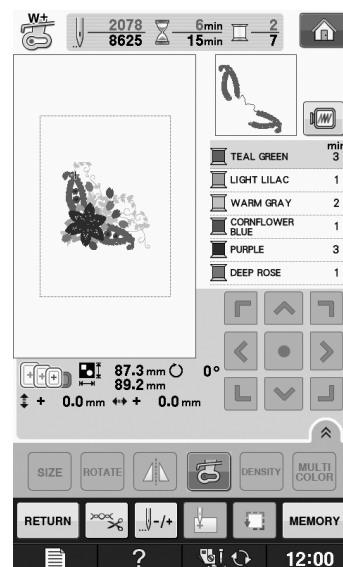 W+
2078 6min 2
8625 15min 7
min
TEAL GREEN 3
LIGHT LILAC 1
WARM GRAY 2
CORNFLOWER
BLUE 1
PURPLE 3
DEEP ROSE 1
87.3 mm 0°
89.2 mm
+ 0.0 mm + 0.0 mm
SIZE ROTATE DENSITY MULTI
COLOR
RETURN -/+ MEMORY
? 12:00